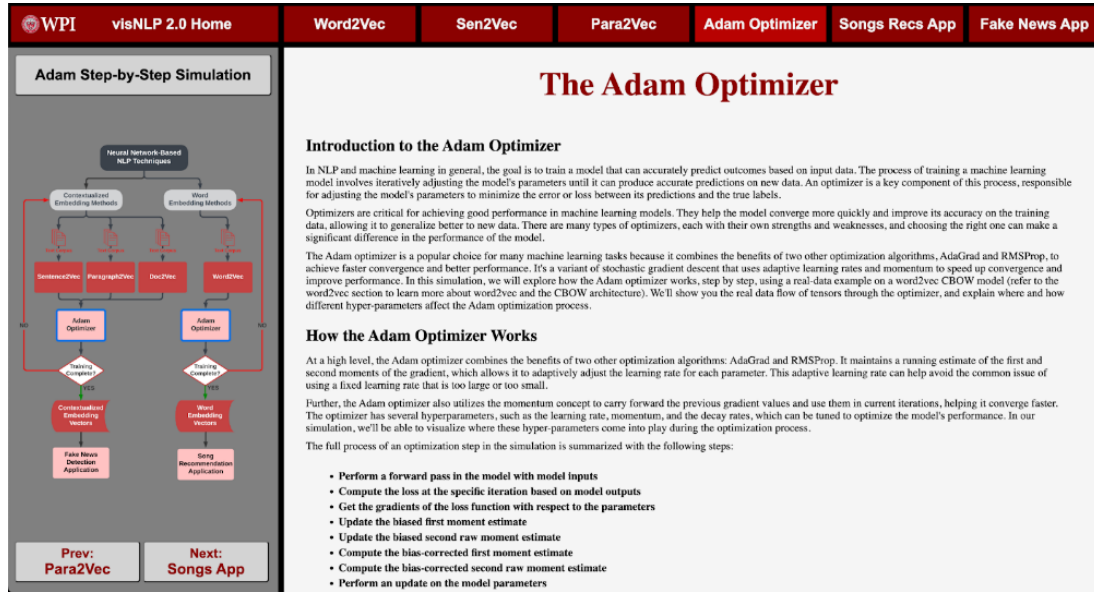 WPI
visNLP 2.0 Home
Word2Vec
Sen2Vec
Para2Vec
Adam Optimizer
Songs Recs App
Fake News App
Adam Step-by-Step Simulation
Neural Network-Based
NLP Techniques
Contextualized
Embedding Methods
Word
Embedding Methods
Sentence2Vec
Paragraph2Vec
Doc2Vec
Word2Vec
Adam
Optimizer
Adam
Optimizer
NO
NO
Training
Complete?
Training
Complete?
YES
YES
Contextualized
Embedding
Vectors
Word
Embedding
Vectors
Fake News
Detection
Application
Song
Recommendation
Application
Prev:
Para2Vec
Next:
Songs App
The Adam Optimizer
Introduction to the Adam Optimizer
In NLP and machine learning in general, the goal is to train a model that can accurately predict outcomes based on input data. The process of training a machine learning
model involves iteratively adjusting the model's parameters until it can produce accurate predictions on new data. An optimizer is a key component of this process, responsible
for adjusting the model's parameters to minimize the error or loss between its predictions and the true labels.
Optimizers are critical for achieving good performance in machine learning models. They help the model converge more quickly and improve its accuracy on the training
data, allowing it to generalize better to new data. There are many types of optimizers, each with their own strengths and weaknesses, and choosing the right one can make a
significant difference in the performance of the model.
The Adam optimizer is a popular choice for many machine learning tasks because it combines the benefits of two other optimization algorithms, AdaGrad and RMSProp, to
achieve faster convergence and better performance. It's a variant of stochastic gradient descent that uses adaptive learning rates and momentum to speed up convergence and
improve performance. In this simulation, we will explore how the Adam optimizer works, step by step, using a real-data example on a word2vec CBOW model (refer to the
word2vec section to learn more about word2vec and the CBOW architecture). We'll show you the real data flow of tensors through the optimizer, and explain where and how
different hyper-parameters affect the Adam optimization process.
How the Adam Optimizer Works
At a high level, the Adam optimizer combines the benefits of two other optimization algorithms: AdaGrad and RMSProp. It maintains a running estimate of the first and
second moments of the gradient, which allows it to adaptively adjust the learning rate for each parameter. This adaptive learning rate can help avoid the common issue of
using a fixed learning rate that is too large or too small.
Further, the Adam optimizer also utilizes the momentum concept to carry forward the previous gradient values and use them in current iterations, helping it converge faster.
The optimizer has several hyperparameters, such as the learning rate, momentum, and the decay rates, which can be tuned to optimize the model's performance. In our
simulation, we'll be able to visualize where these hyper-parameters come into play during the optimization process.
The full process of an optimization step in the simulation is summarized with the following steps:
• Perform a forward pass in the model with model inputs
• Compute the loss at the specific iteration based on model outputs
• Get the gradients of the loss function with respect to the parameters
• Update the biased first moment estimate
• Update the biased second raw moment estimate
• Compute the bias-corrected first moment estimate
• Compute the bias-corrected second raw moment estimate
• Perform an update on the model parameters